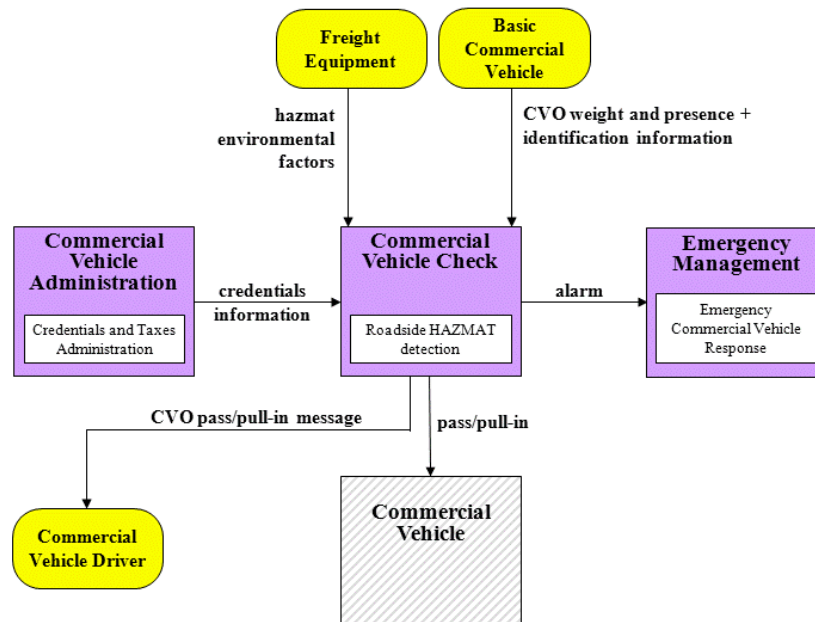 Freight
Equipment
Basic
Commercial
Vehicle
hazmat
environmental
factors
CVO weight and presence +
identification information
Commercial
Vehicle
Administration
Credentials and Taxes
Administration
credentials
information
Commercial
Vehicle Check
Roadside HAZMAT
detection
alarm
Emergency
Management
Emergency
Commercial Vehicle
Response
CVO pass/pull-in message
pass/pull-in
Commercial
Vehicle Driver
Commercial
Vehicle